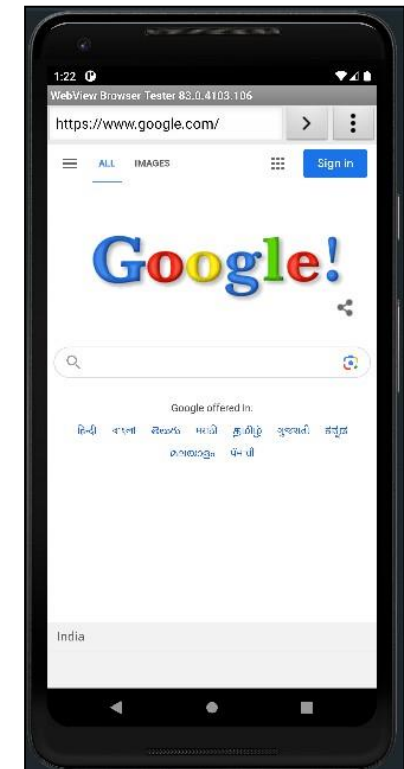 1:22
WebView Browser Tester 83.0.4103.106
https://www.google.com/
ALL IMAGES Sign in
Google!
Google offered in:
हिन्दी বাংলা తెలుగు मराठी தமிழ் ગુજરાતી ಕನ್ನಡ
മലയാളം ਪੰਜਾਬੀ
India